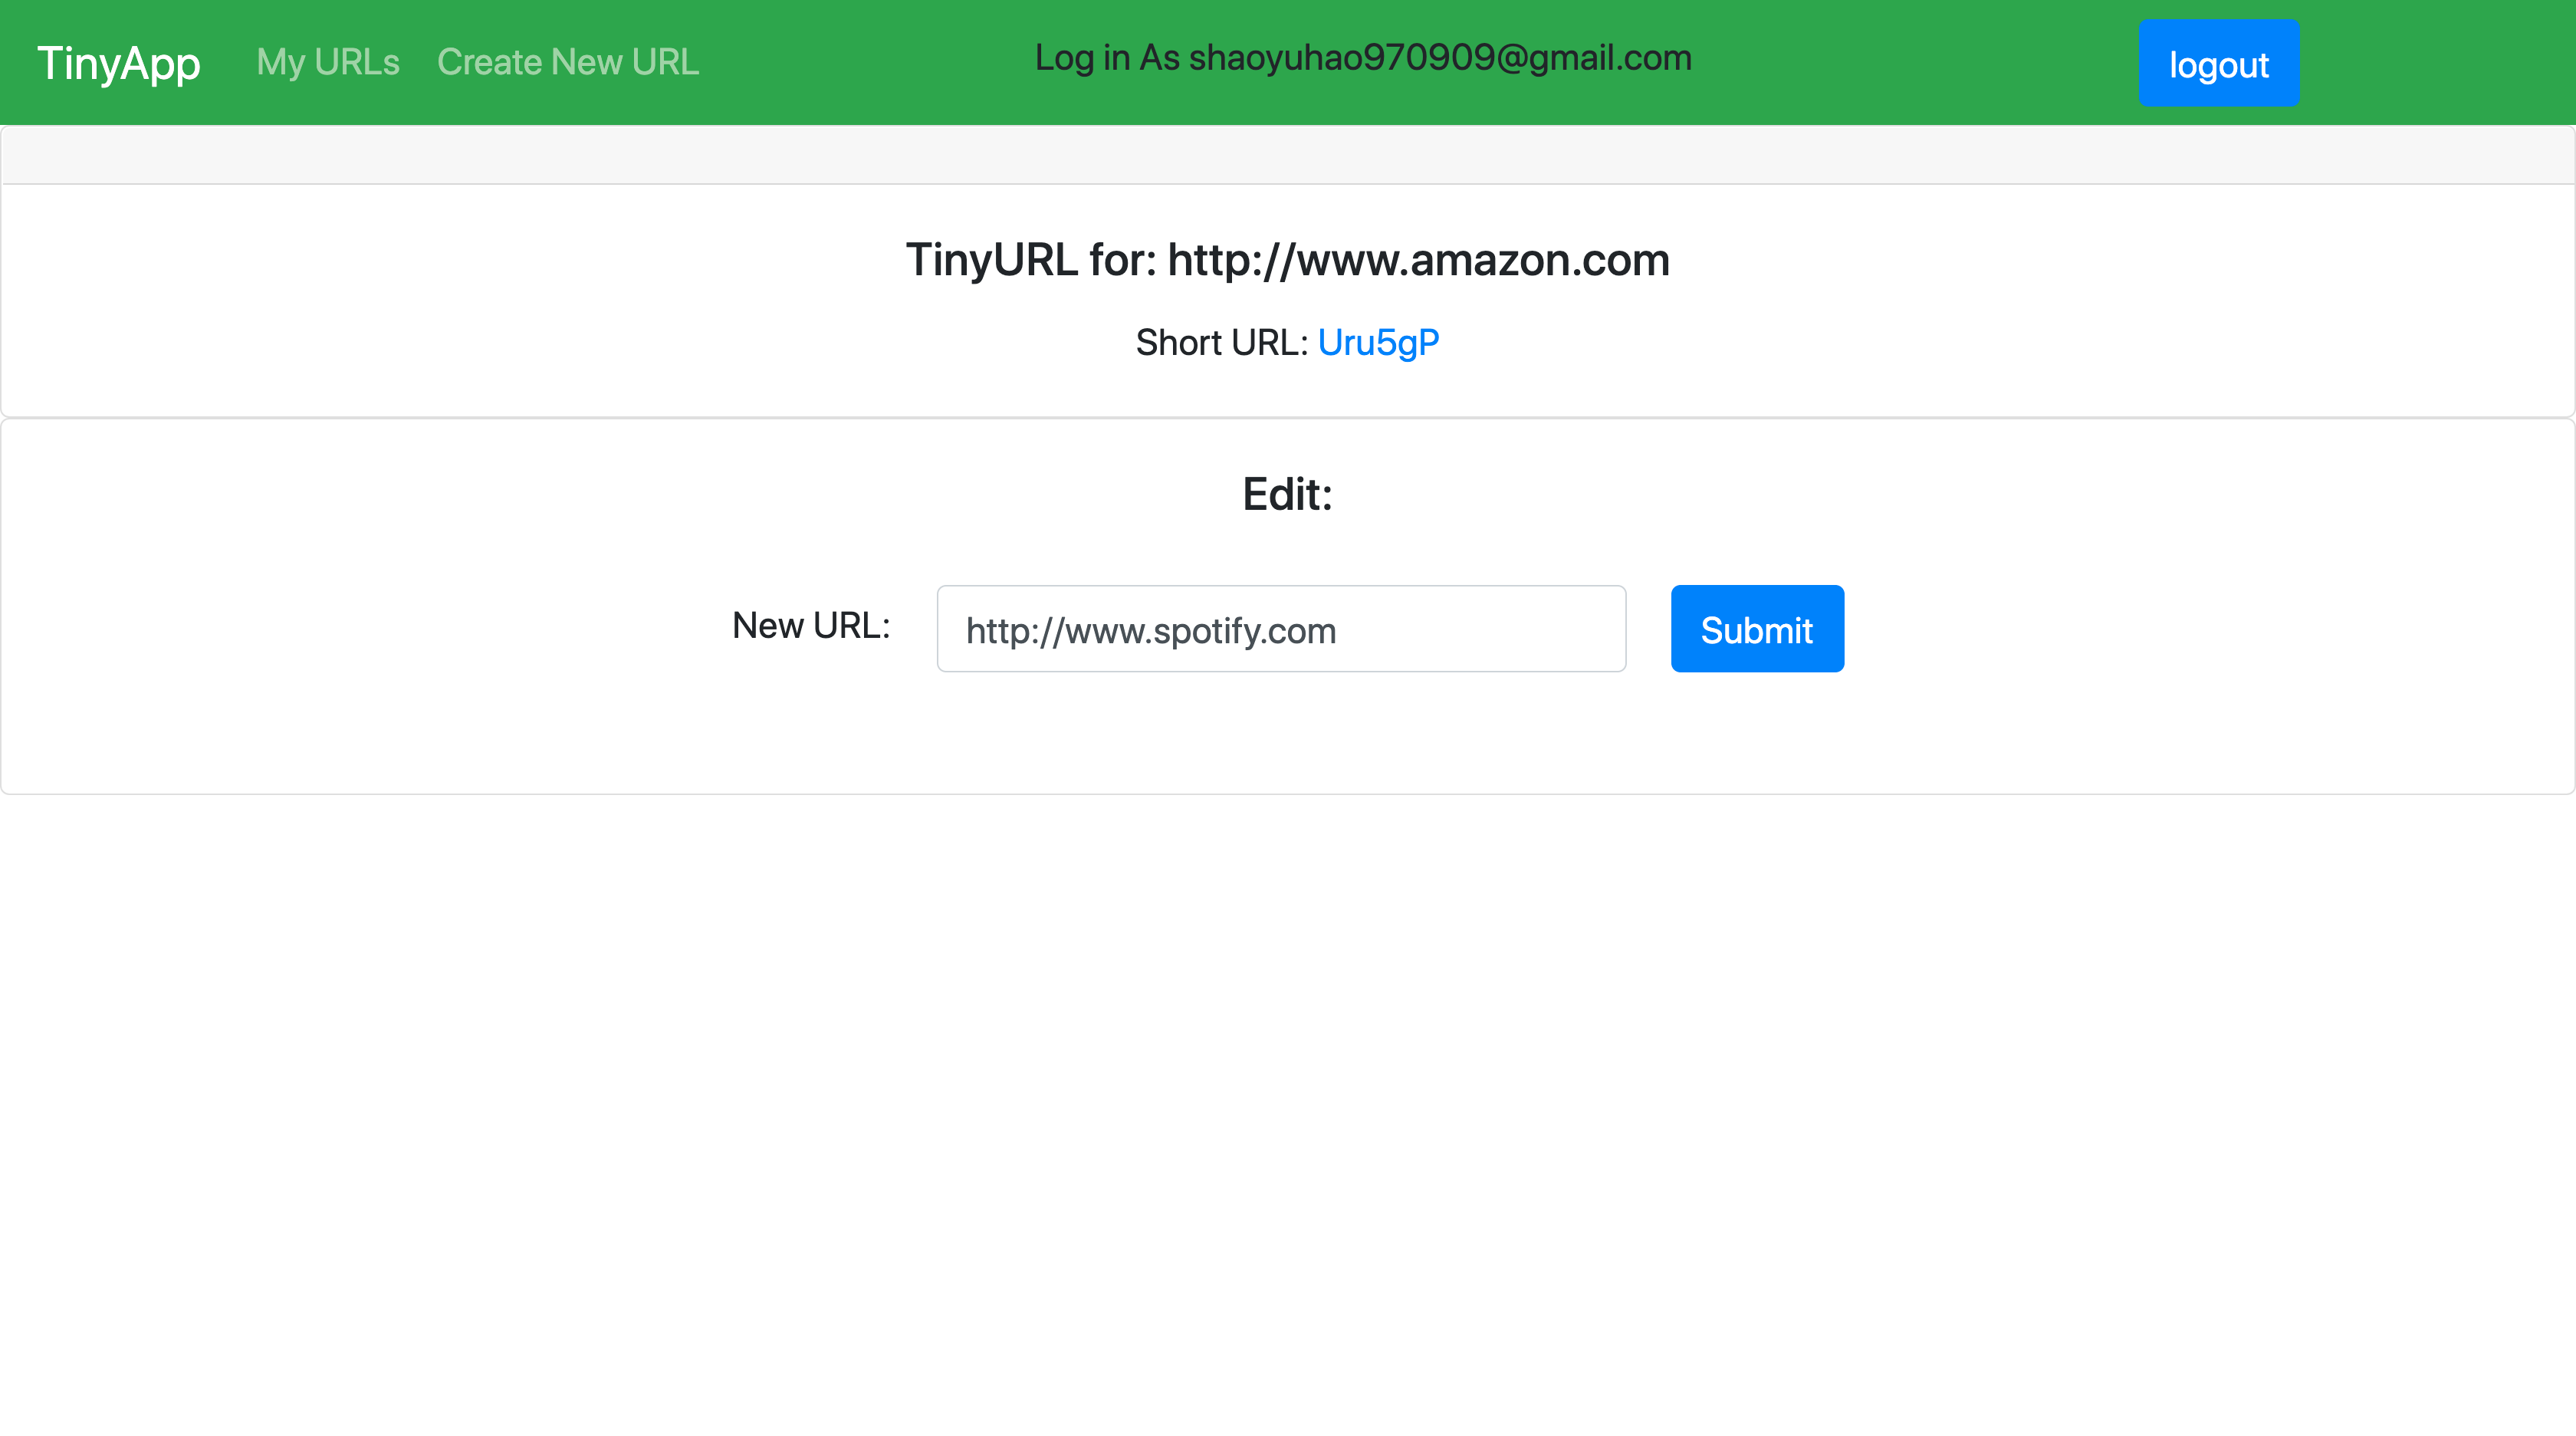 TinyApp My URLs Create New URL Log in As shaoyuhao970909@gmail.com logout
TinyURL for: http://www.amazon.com
Short URL: Uru5gP
Edit:
New URL: http://www.spotify.com Submit